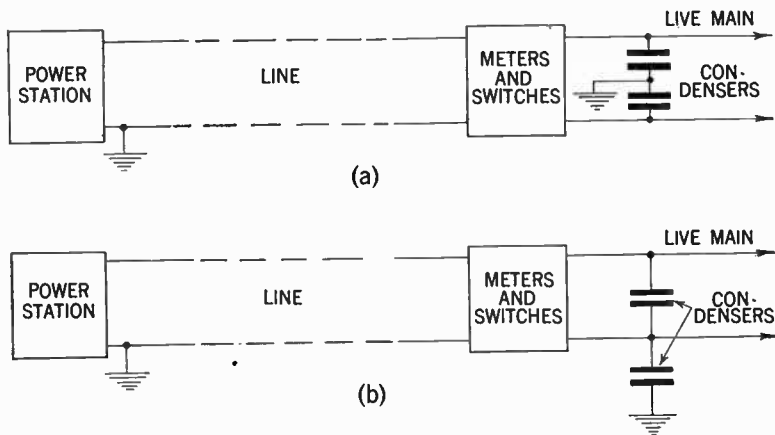 LIVE MAIN
POWER
STATION
LINE
METERS
AND
SWITCHES
CON-
DENSERS
(a)
LIVE MAIN
POWER
STATION
LINE
METERS
AND
SWITCHES
CON-
DENSERS
(b)